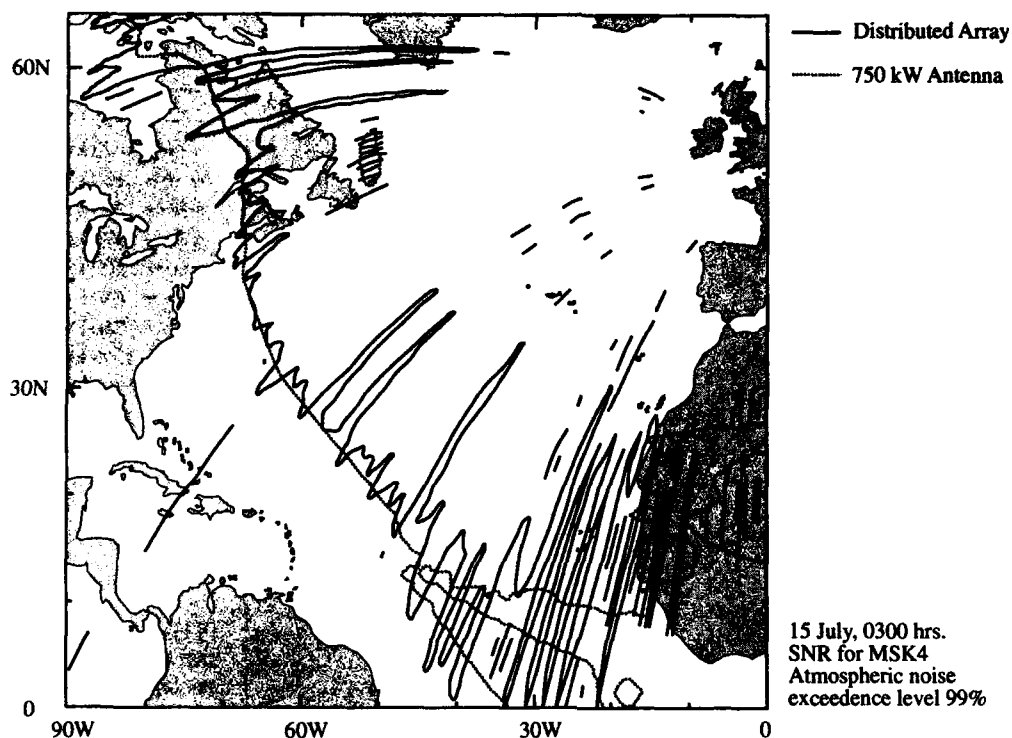 Distributed Array
750 kW Antenna
60N
30N
0
90W
60W
30W
0
15 July, 0300 hrs.
SNR for MSK4
Atmospheric noise
exceedence level 99%